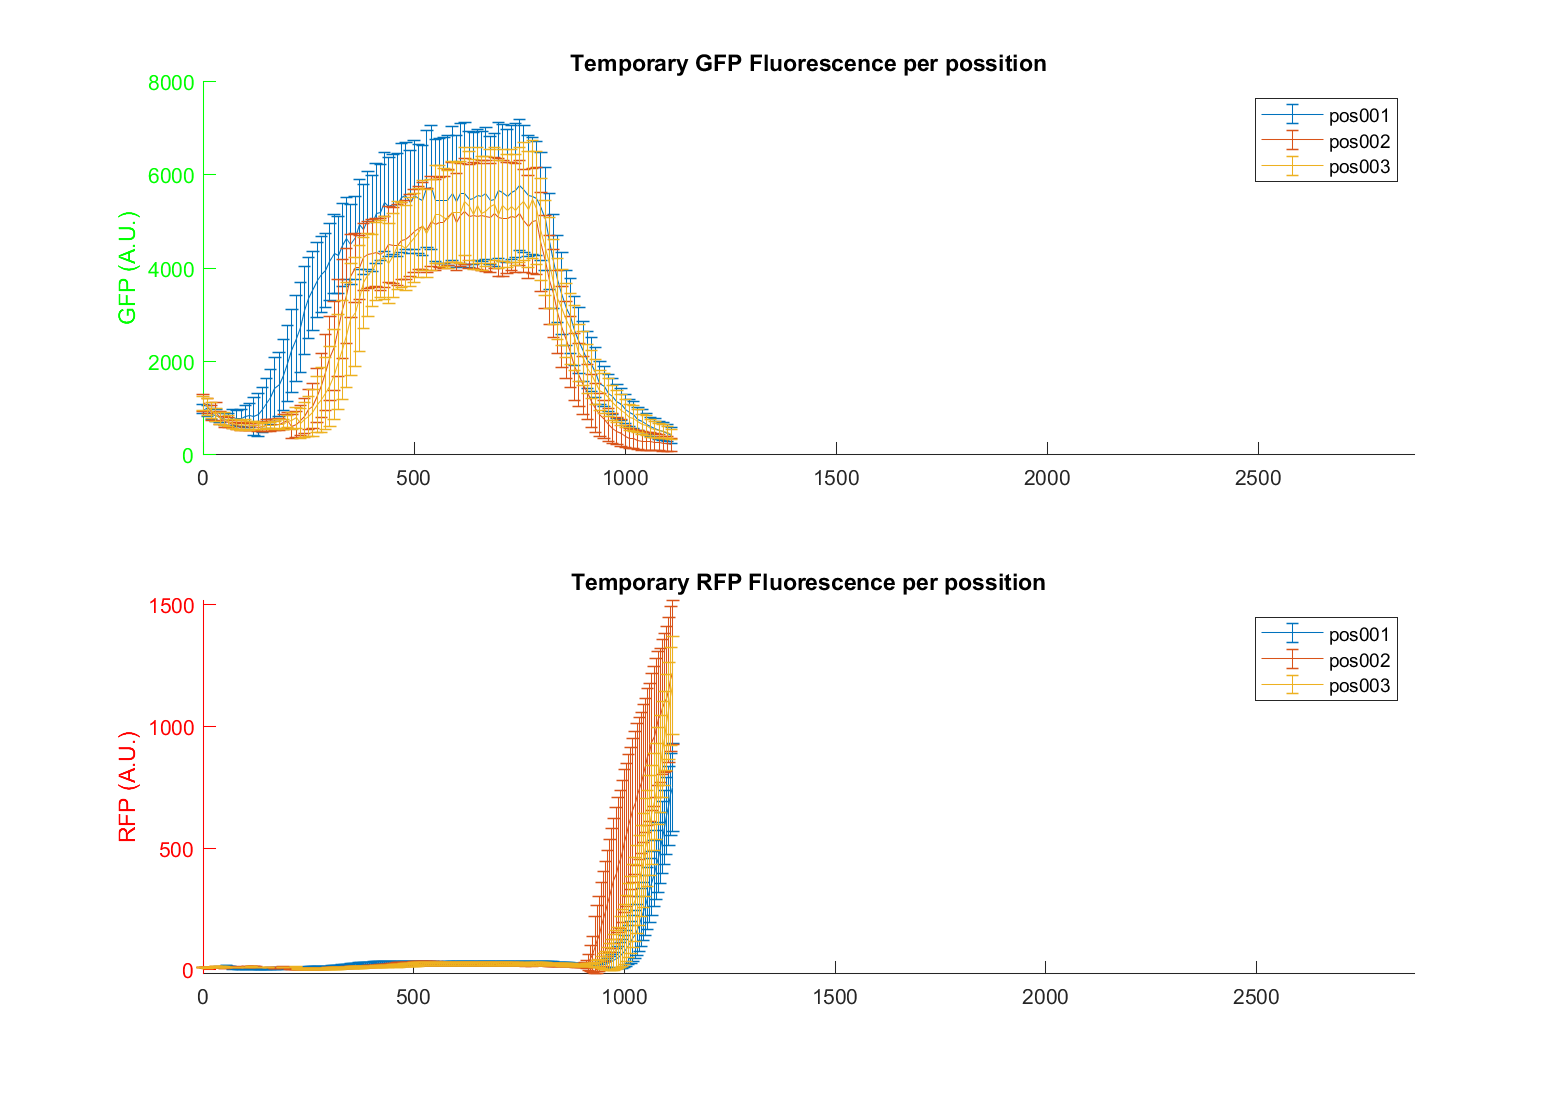 Temporary GFP Fluorescence per possition
8000
6000
4000
2000
0
GFP (A.U.)
0 500 1000 1500 2000 2500
pos001
pos002
pos003
Temporary RFP Fluorescence per possition
1500
1000
500
0
RFP (A.U.)
0 500 1000 1500 2000 2500
pos001
pos002
pos003